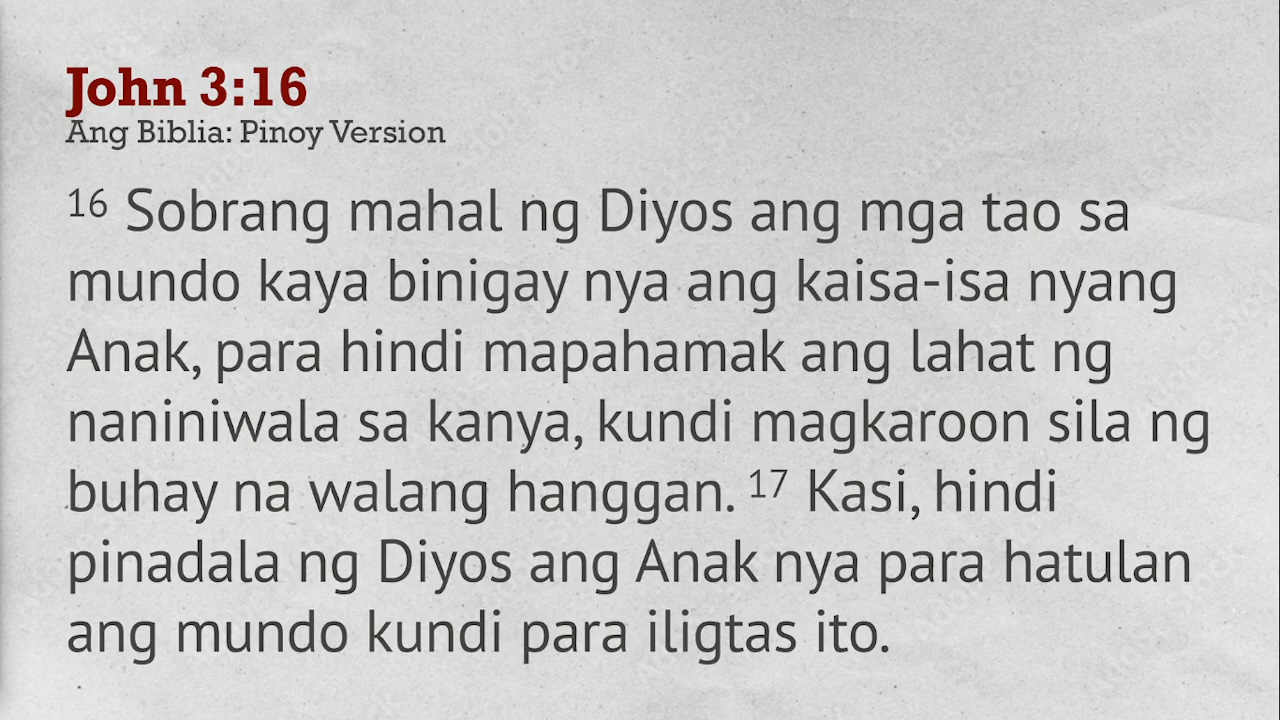 John 3:16
Ang Biblia: Pinoy Version
16 Sobrang mahal ng Diyos ang mga tao sa
mundo kaya binigay nya ang kaisa-isa nyang
Anak, para hindi mapahamak ang lahat ng
naniniwala sa kanya, kundi magkaroon sila ng
buhay na walang hanggan. 17 Kasi, hindi
pinadala ng Diyos ang Anak nya para hatulan
ang mundo kundi para iligtas ito.